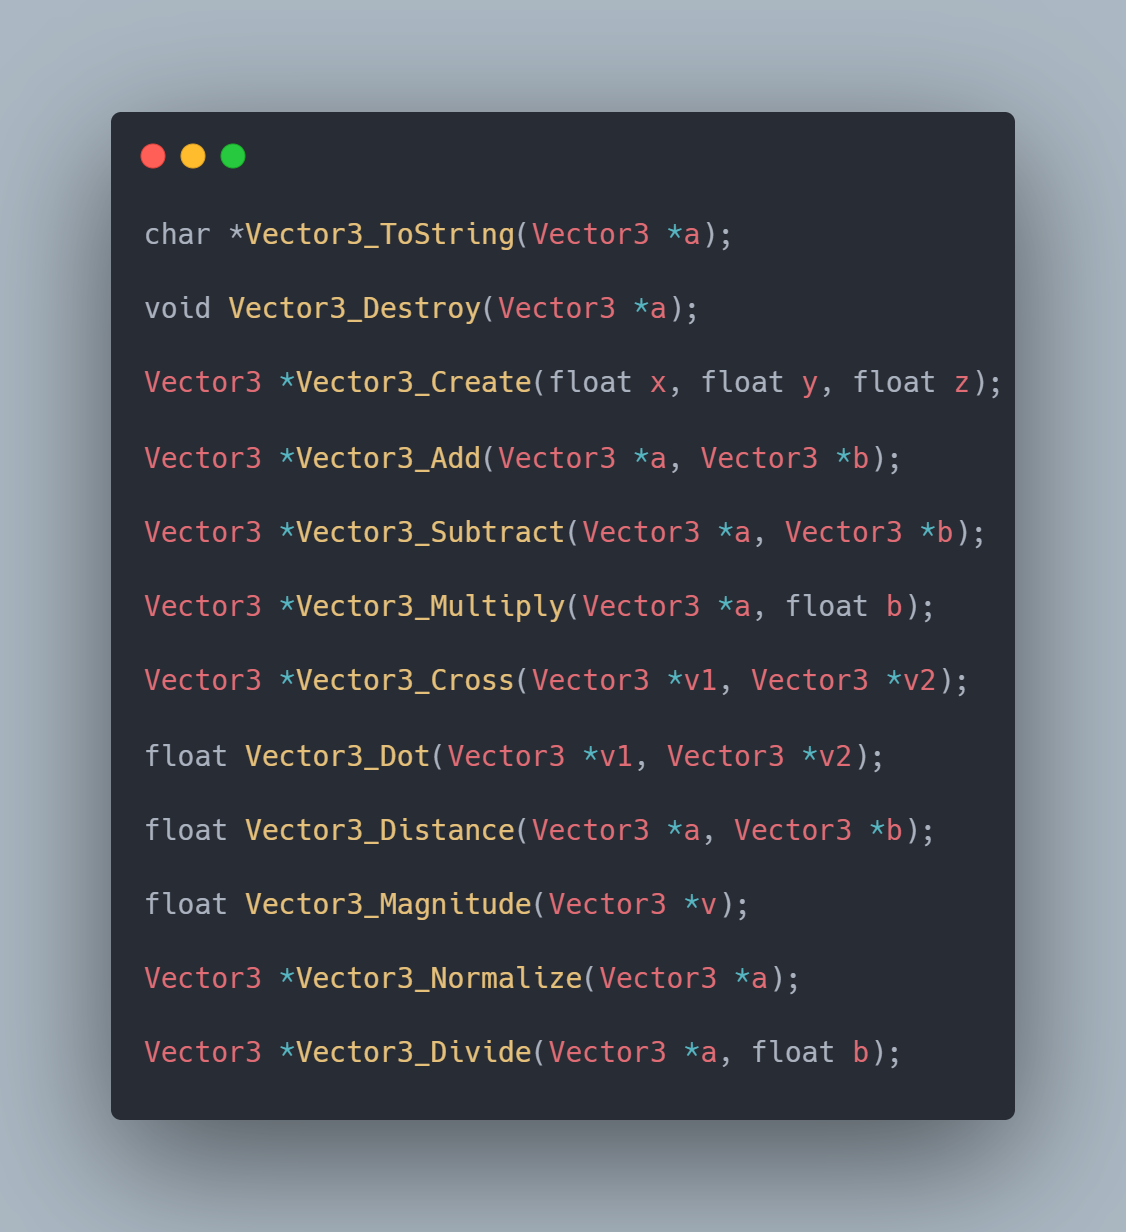 char *Vector3_ToString(Vector3 *a);
void Vector3_Destroy(Vector3 *a);
Vector3 *Vector3_Create(float x, float y, float z);
Vector3 *Vector3_Add(Vector3 *a, Vector3 *b);
Vector3 *Vector3_Subtract(Vector3 *a, Vector3 *b);
Vector3 *Vector3_Multiply(Vector3 *a, float b);
Vector3 *Vector3_Cross(Vector3 *v1, Vector3 *v2);
float Vector3_Dot(Vector3 *v1, Vector3 *v2);
float Vector3_Distance(Vector3 *a, Vector3 *b);
float Vector3_Magnitude(Vector3 *v);
Vector3 *Vector3_Normalize(Vector3 *a);
Vector3 *Vector3_Divide(Vector3 *a, float b);